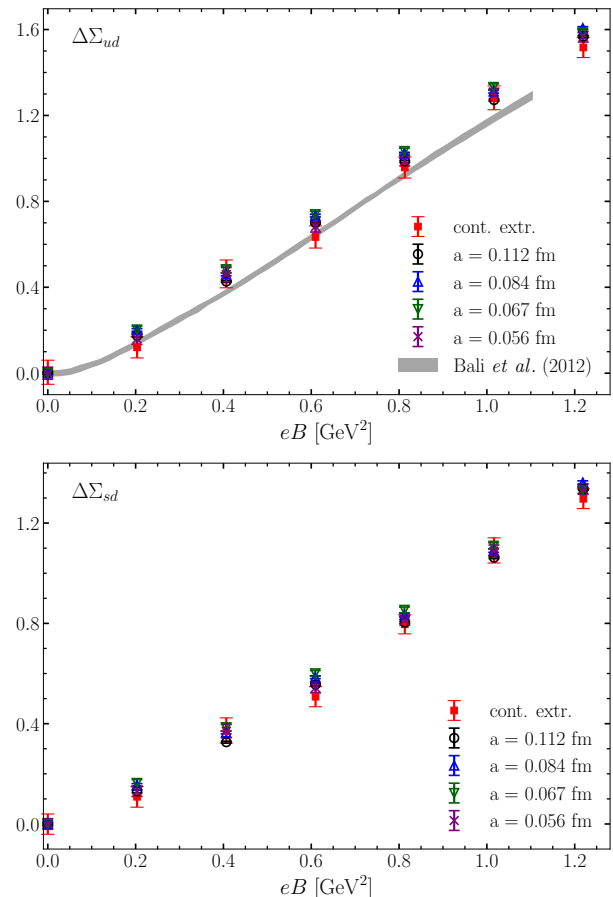 ΔΣ_{ud}
1.6
1.2
0.8
0.4
0.0
cont. extr.
a = 0.112 fm
a = 0.084 fm
a = 0.067 fm
a = 0.056 fm
Bali et al. (2012)
0.0 0.2 0.4 0.6 0.8 1.0 1.2
eB [GeV²]
ΔΣ_{sd}
1.2
0.8
0.4
0.0
cont. extr.
a = 0.112 fm
a = 0.084 fm
a = 0.067 fm
a = 0.056 fm
0.0 0.2 0.4 0.6 0.8 1.0 1.2
eB [GeV²]